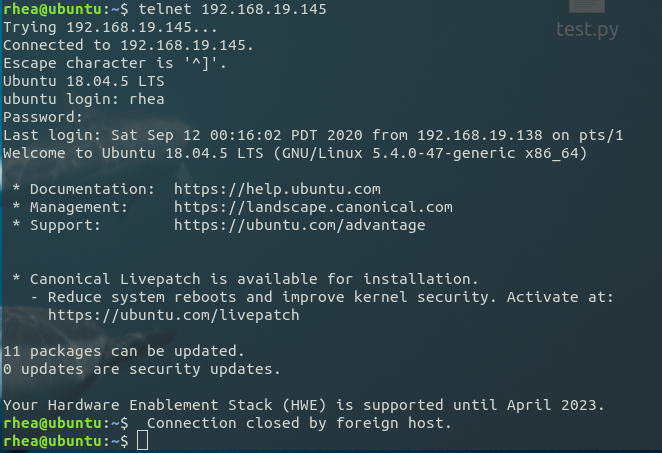 rhea@ubuntu:~$ telnet 192.168.19.145
test.py
Trying 192.168.19.145...
Connected to 192.168.19.145.
Escape character is '^]'.
Ubuntu 18.04.5 LTS
ubuntu login: rhea
Password:
Last login: Sat Sep 12 00:16:02 PDT 2020 from 192.168.19.138 on pts/1
Welcome to Ubuntu 18.04.5 LTS (GNU/Linux 5.4.0-47-generic x86_64)

 * Documentation:  https://help.ubuntu.com
 * Management:     https://landscape.canonical.com
 * Support:        https://ubuntu.com/advantage


 * Canonical Livepatch is available for installation.
   - Reduce system reboots and improve kernel security. Activate at:
     https://ubuntu.com/livepatch

11 packages can be updated.
0 updates are security updates.

Your Hardware Enablement Stack (HWE) is supported until April 2023.
rhea@ubuntu:~$  Connection closed by foreign host.
rhea@ubuntu:~$